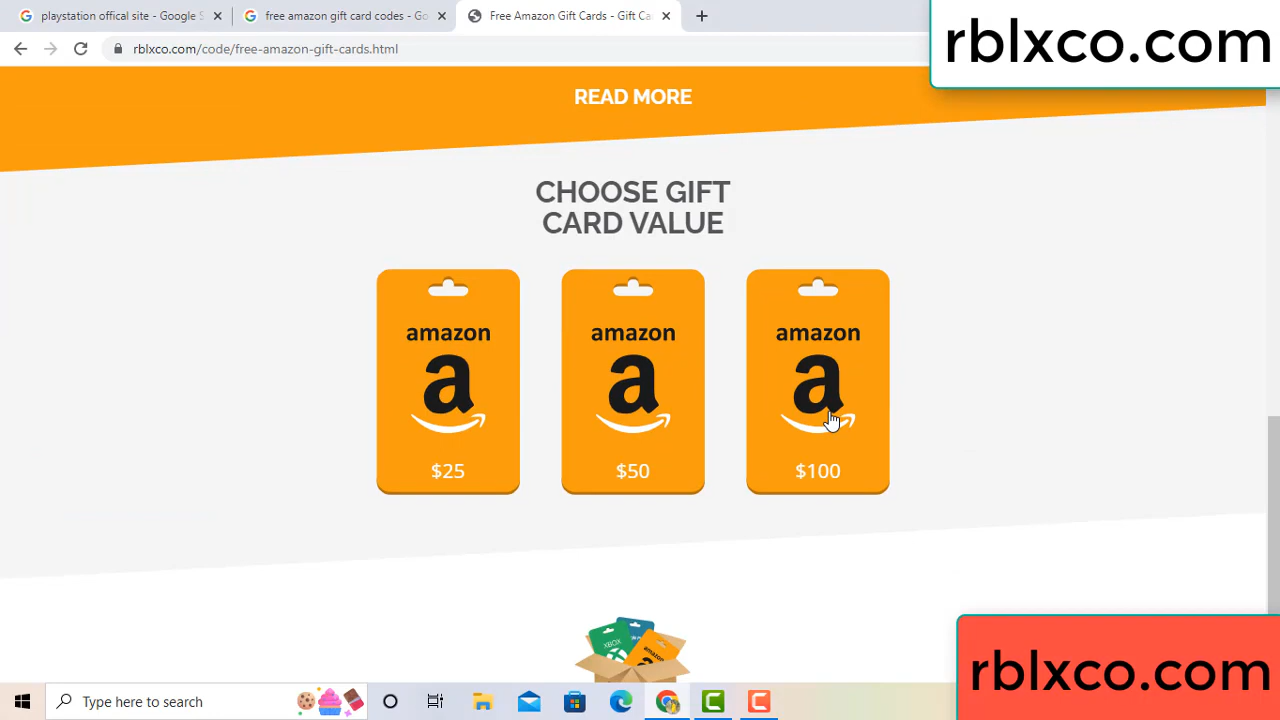 playstation offical site - Google S
free amazon gift card codes - Go
Free Amazon Gift Cards - Gift Ca
rblxco.com/code/free-amazon-gift-cards.html
rblxco.com
READ MORE
CHOOSE GIFT
CARD VALUE
amazon amazon amazon
a a a
$25 $50 $100
XBOX
amazon
rblxco.com
Type here to search